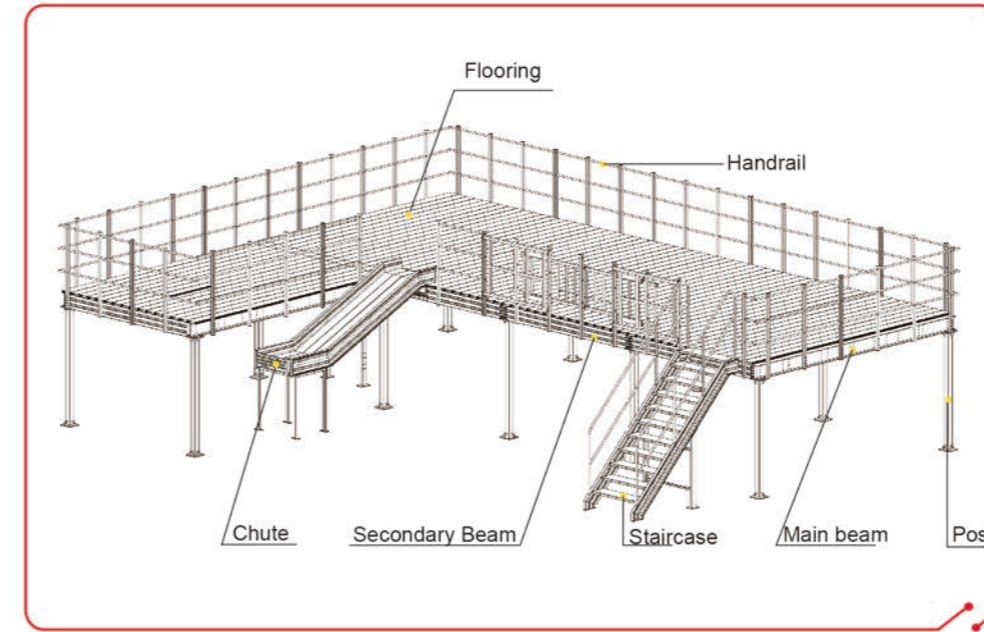 Flooring
Handrail
Chute
Secondary Beam
Staircase
Main beam